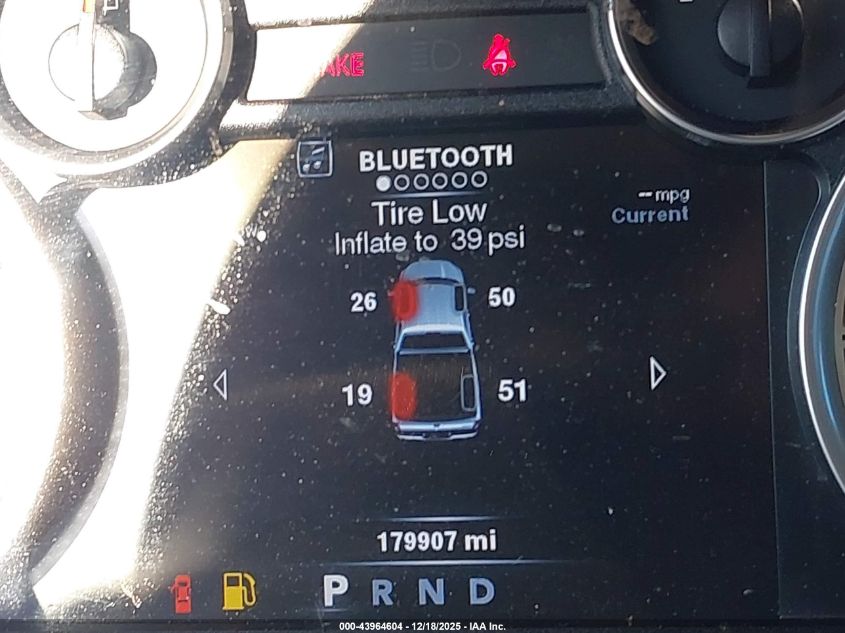 BLUETOOTH
-- mpg
Current
Tire Low
Inflate to 39 psi
26 50
19 51
179907 mi
P R N D
000-43964604 - 12/18/2025 - IAA Inc.